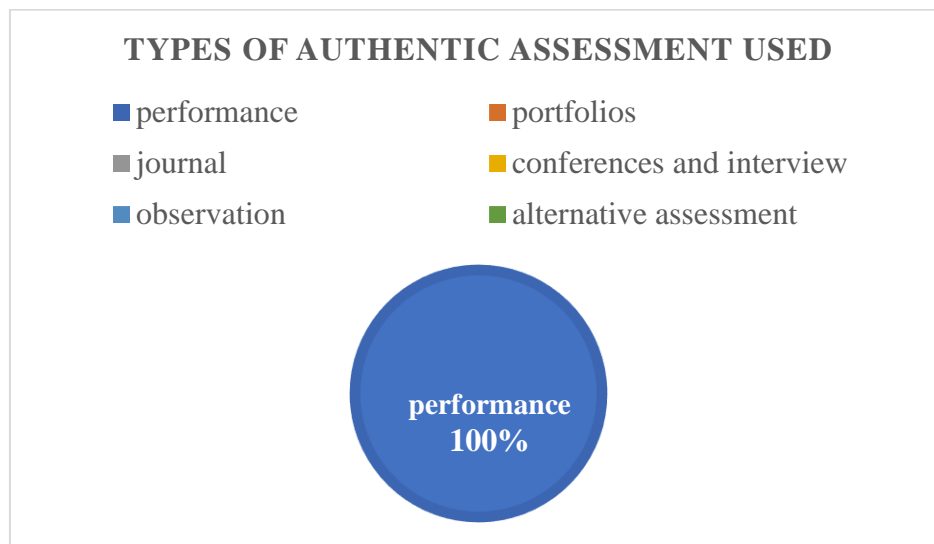 TYPES OF AUTHENTIC ASSESSMENT USED
performance
portfolios
journal
conferences and interview
observation
alternative assessment
performance
100%